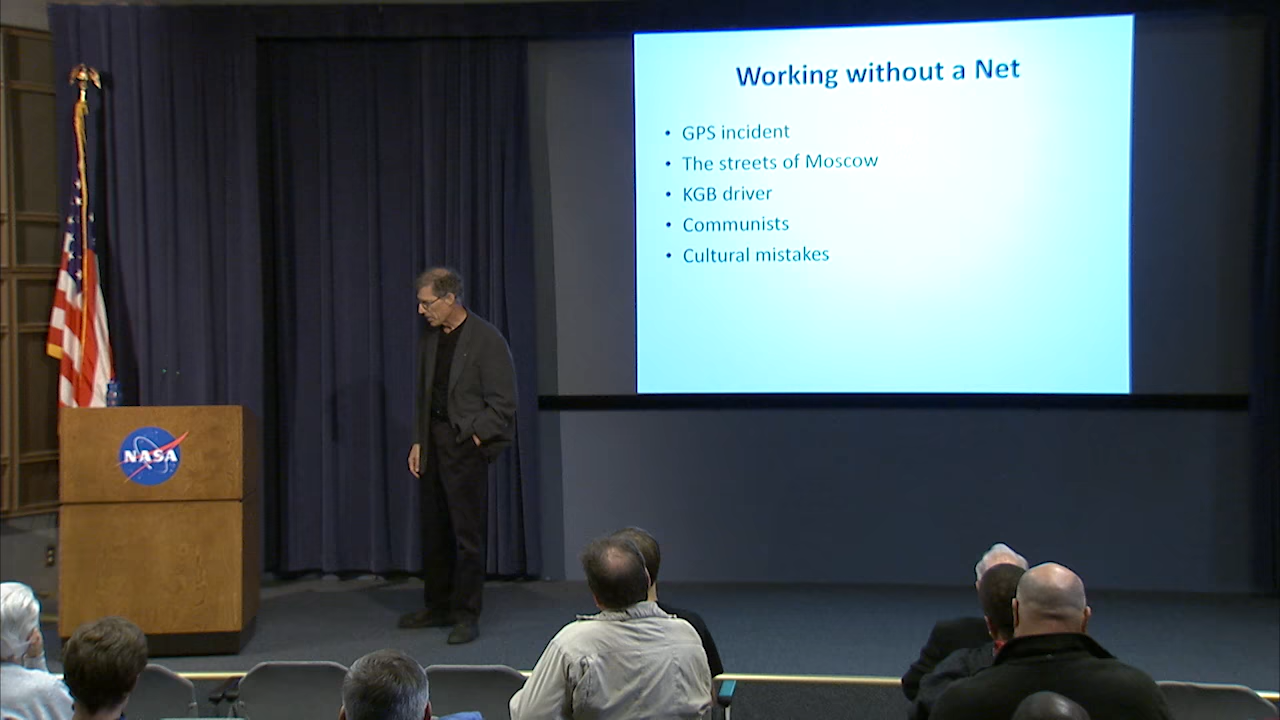 Working without a Net
• GPS incident
• The streets of Moscow
• KGB driver
• Communists
• Cultural mistakes
NASA